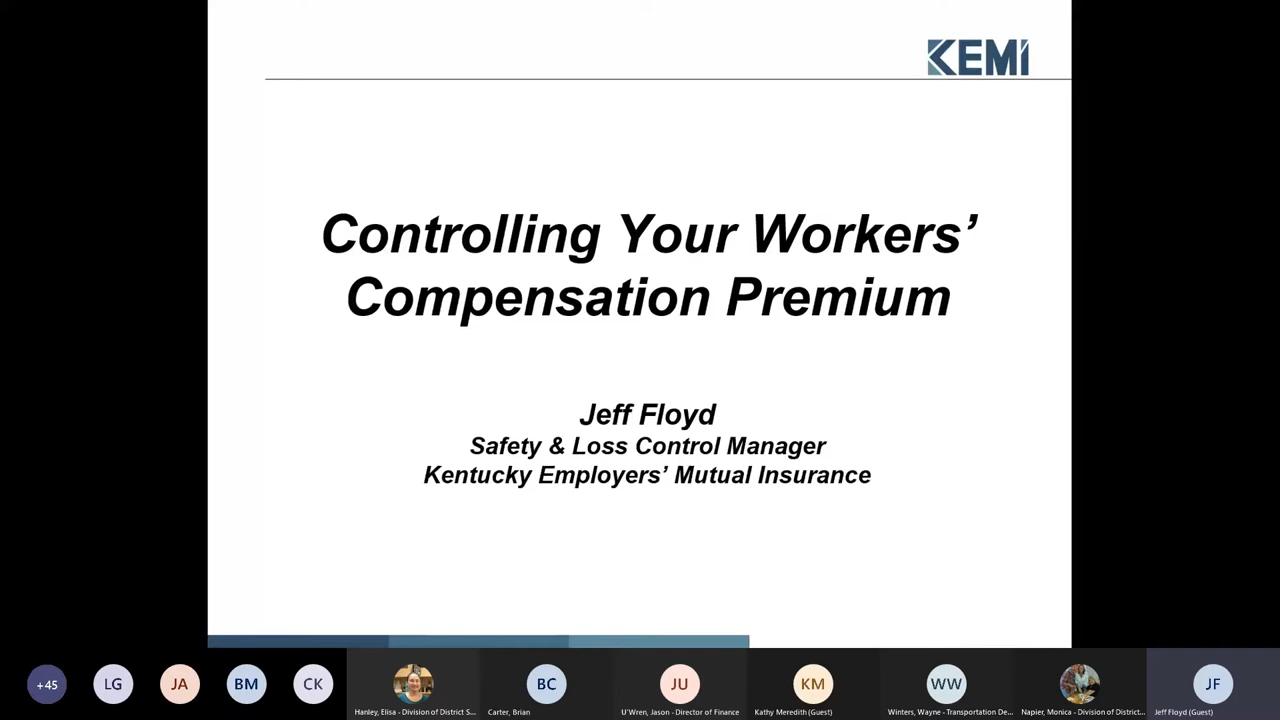 KEMI
Controlling Your Workers’
Compensation Premium
Jeff Floyd
Safety & Loss Control Manager
Kentucky Employers’ Mutual Insurance
+45
LG
JA
BM
CK
BC
JU
KM
WW
JF
Hanley, Elisa - Division of District S...
Carter, Brian
U'Wren, Jason - Director of Finance
Kathy Meredith (Guest)
Winters, Wayne - Transportation De...
Napier, Monica - Division of District...
Jeff Floyd (Guest)